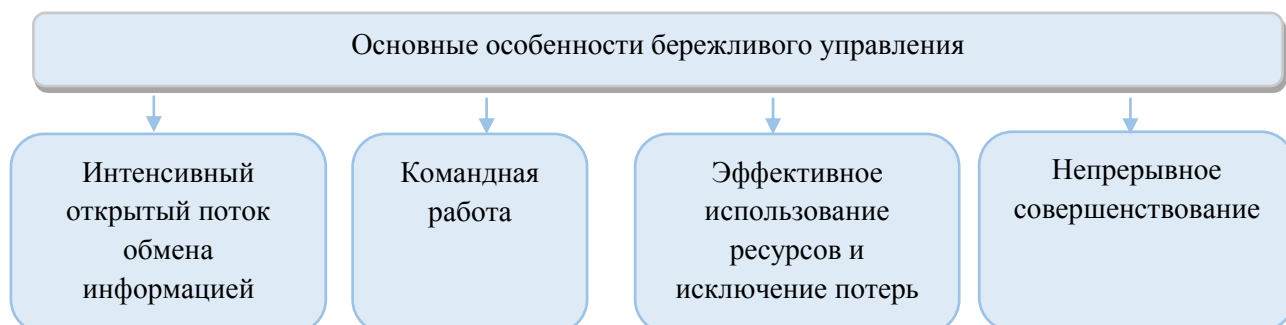 Основные особенности бережливого управления
Интенсивный
открытый поток
обмена
информацией
Командная
работа
Эффективное
использование
ресурсов и
исключение потерь
Непрерывное
совершенствование